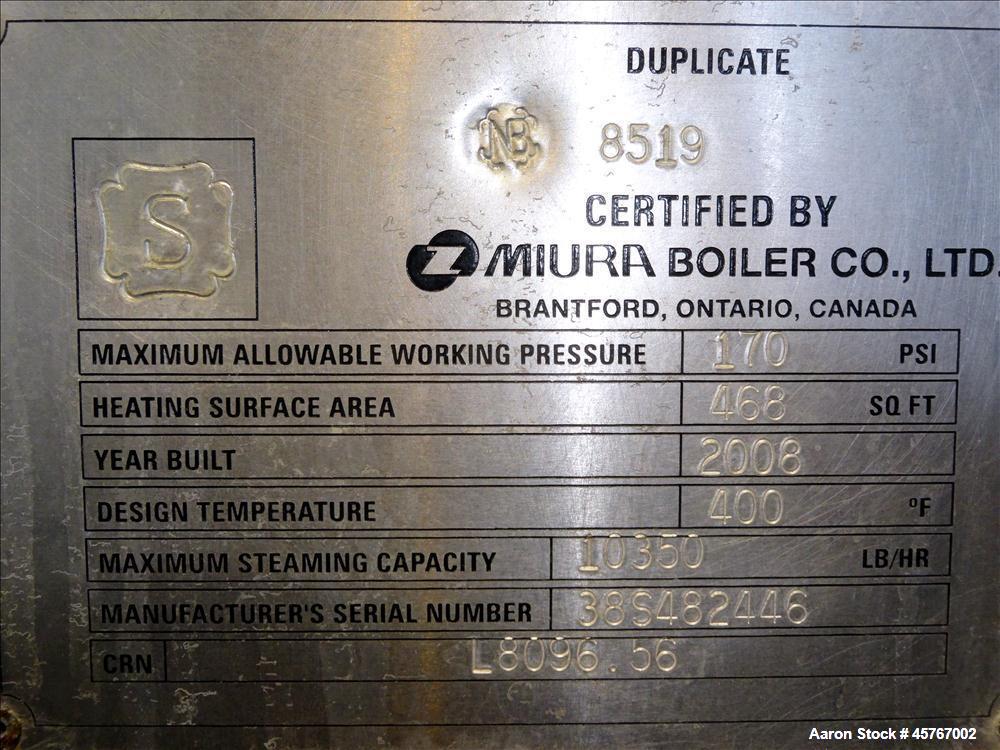 DUPLICATE
NB 8519
S
CERTIFIED BY
MIURA BOILER CO., LTD.
BRANTFORD, ONTARIO, CANADA
MAXIMUM ALLOWABLE WORKING PRESSURE 170 PSI
HEATING SURFACE AREA 468 SQ FT
YEAR BUILT 2008
DESIGN TEMPERATURE 400 °F
MAXIMUM STEAMING CAPACITY 10350 LB/HR
MANUFACTURER'S SERIAL NUMBER 38S482446
CRN L8096.56
Aaron Stock # 45767002